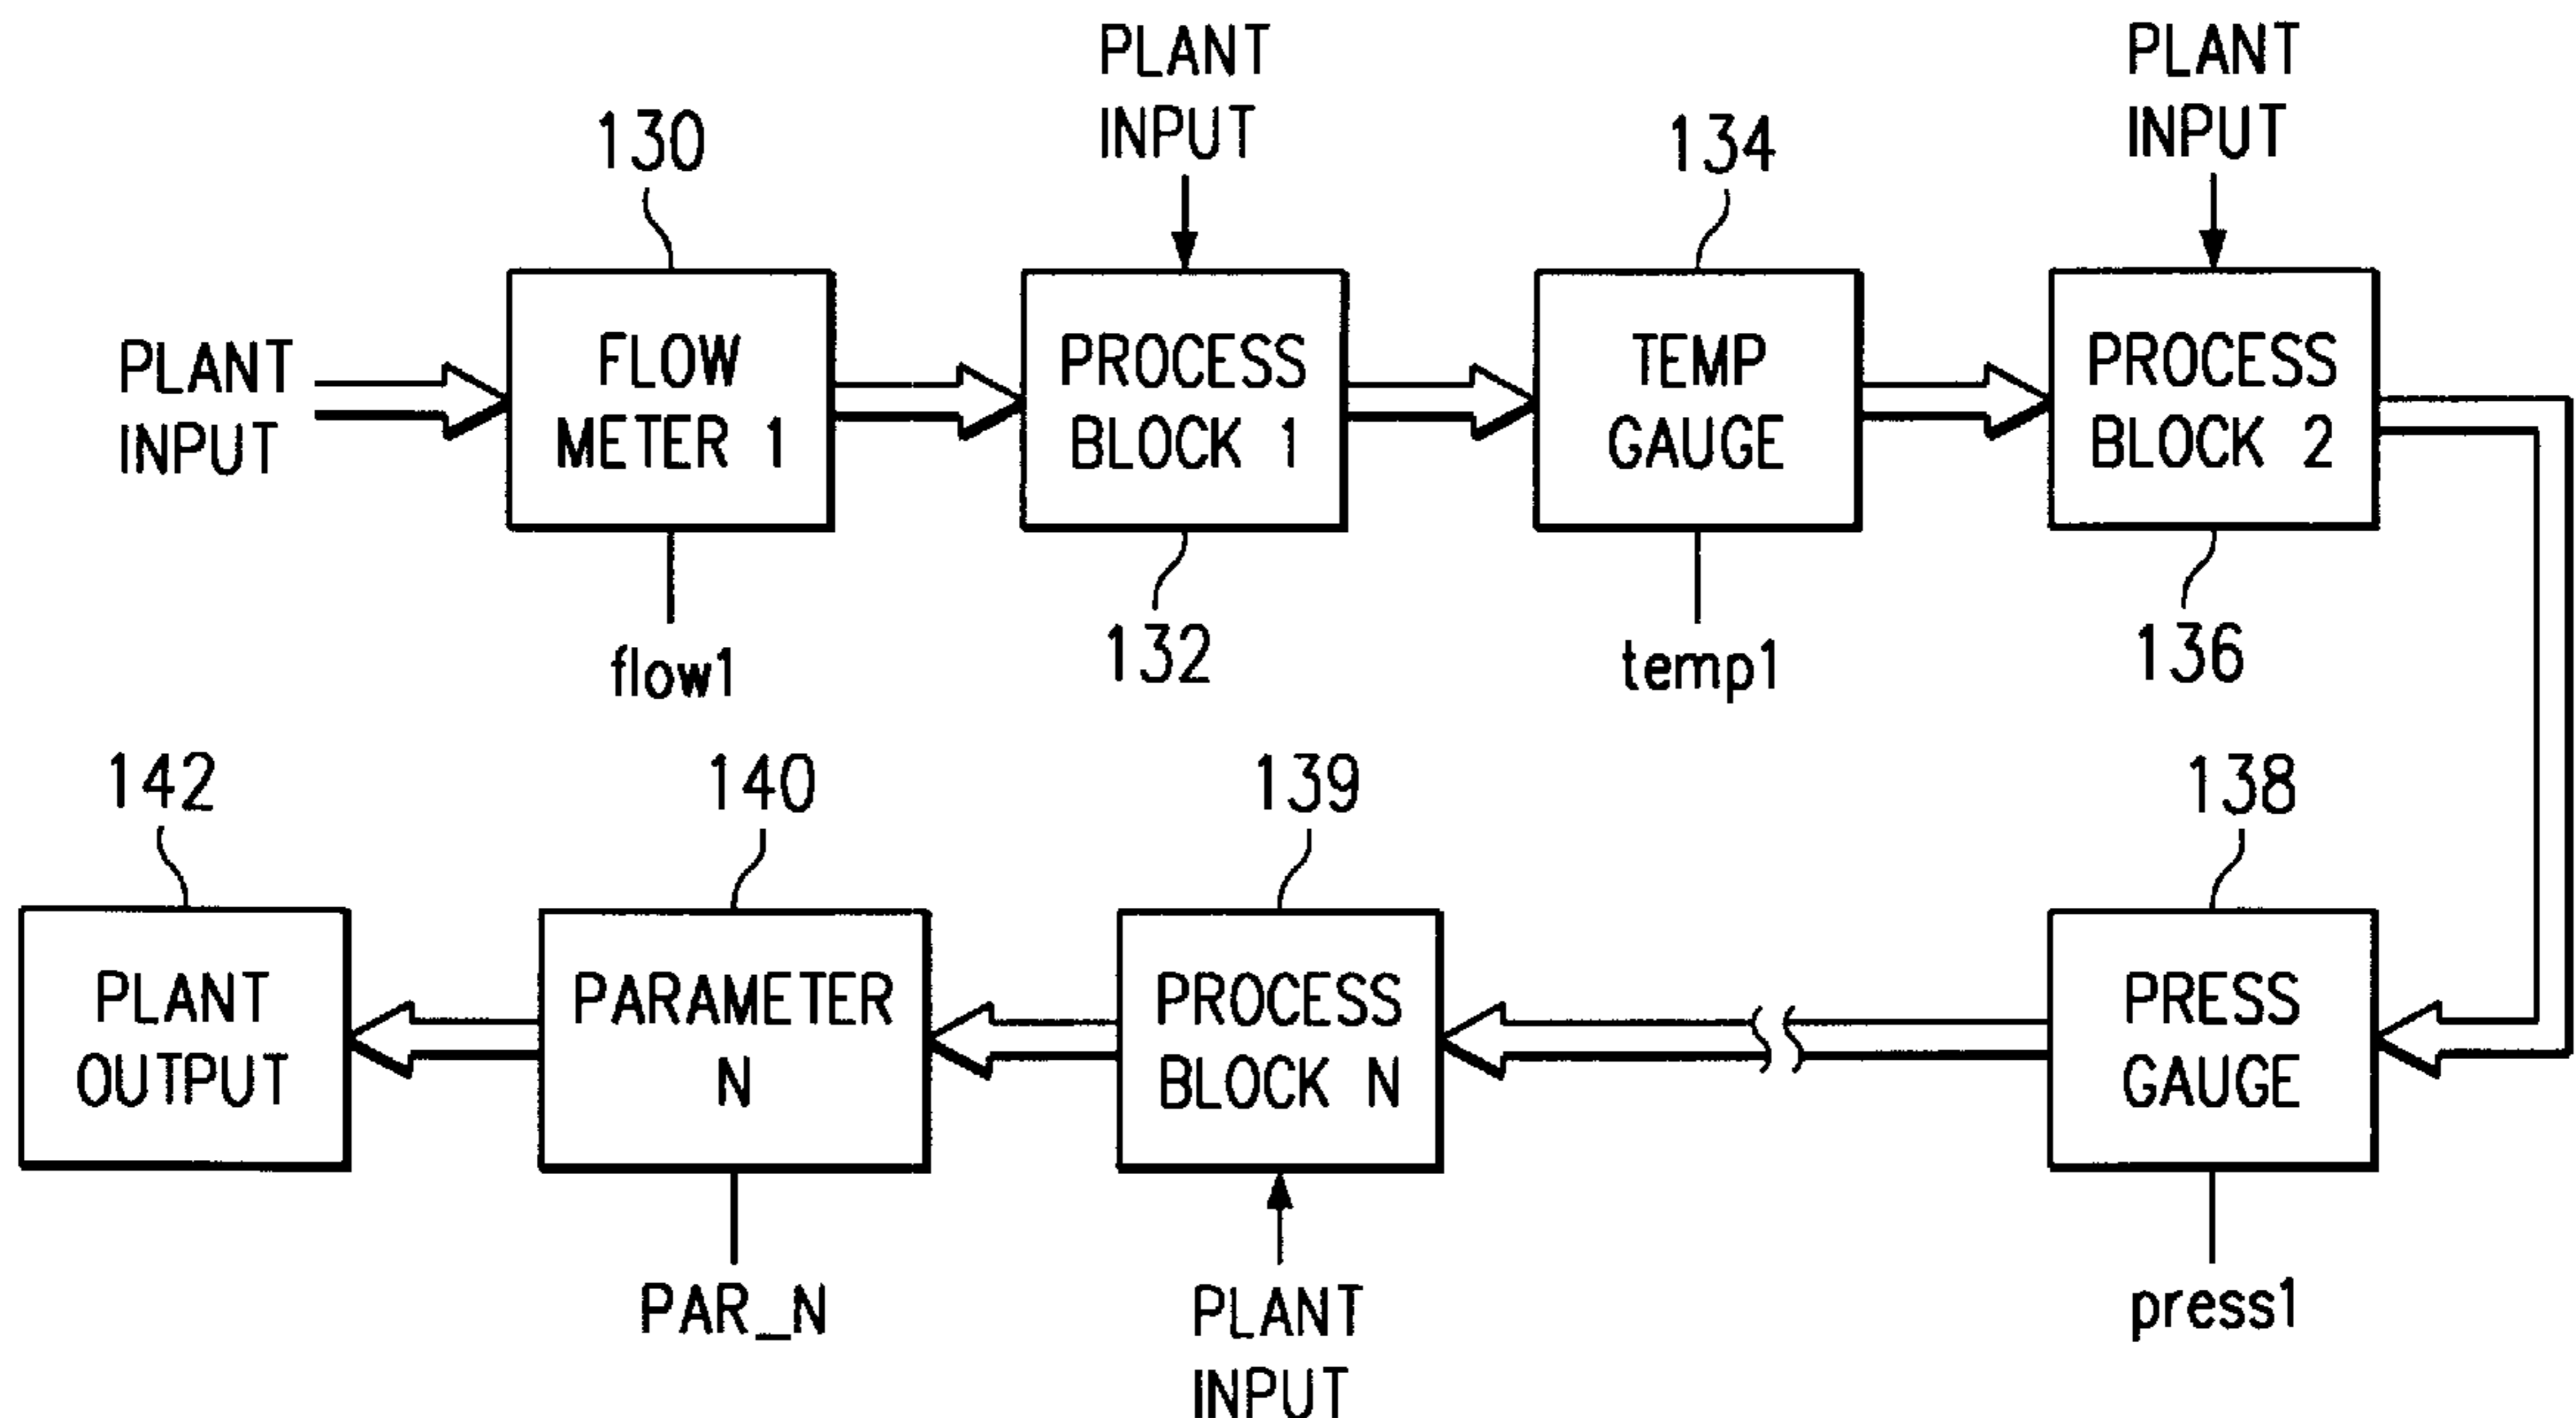 PLANT
INPUT
PLANT
INPUT
130
134
PLANT
INPUT
FLOW
METER 1
PROCESS
BLOCK 1
TEMP
GAUGE
PROCESS
BLOCK 2
flow1
132
temp1
136
142
140
139
138
PLANT
OUTPUT
PARAMETER
N
PROCESS
BLOCK N
PRESS
GAUGE
PAR_N
PLANT
INPUT
press1